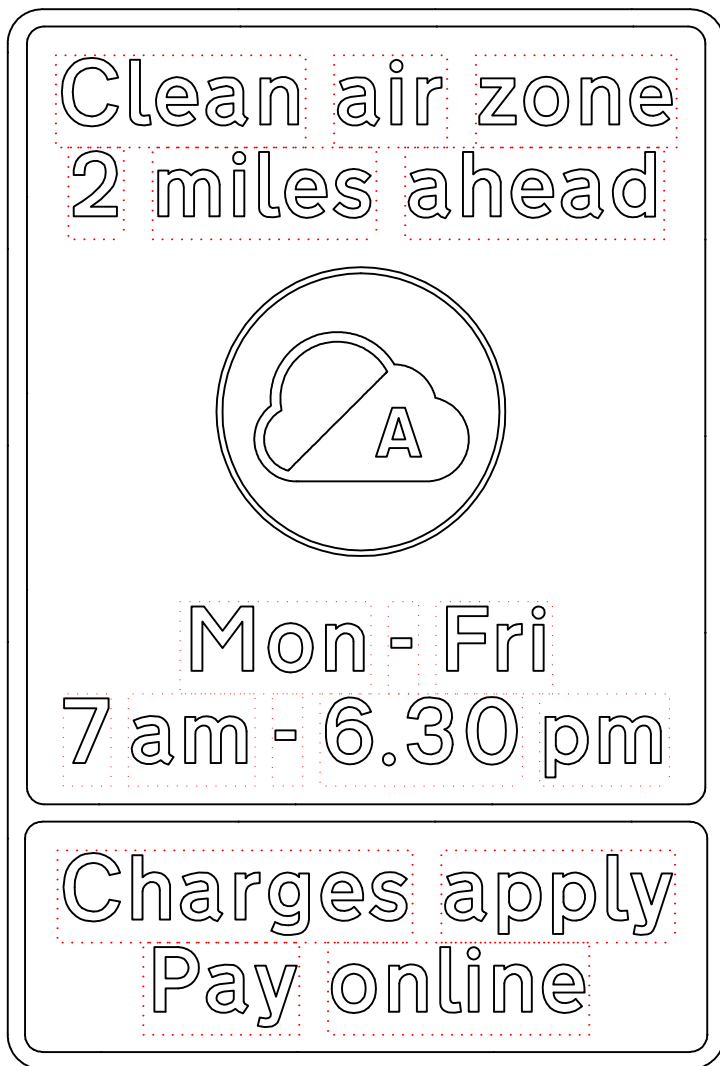 Clean air zone
2 miles ahead
A
Mon - Fri
7 am - 6.30 pm
Charges apply
Pay online